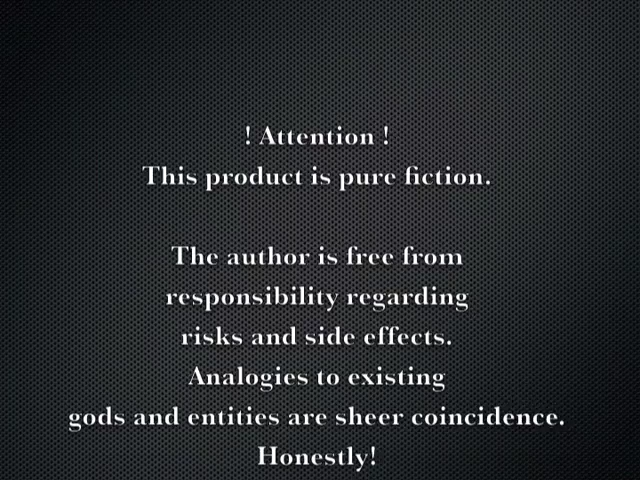 ! Attention !
This product is pure fiction.
The author is free from
responsibility regarding
risks and side effects.
Analogies to existing
gods and entities are sheer coincidence.
Honestly!